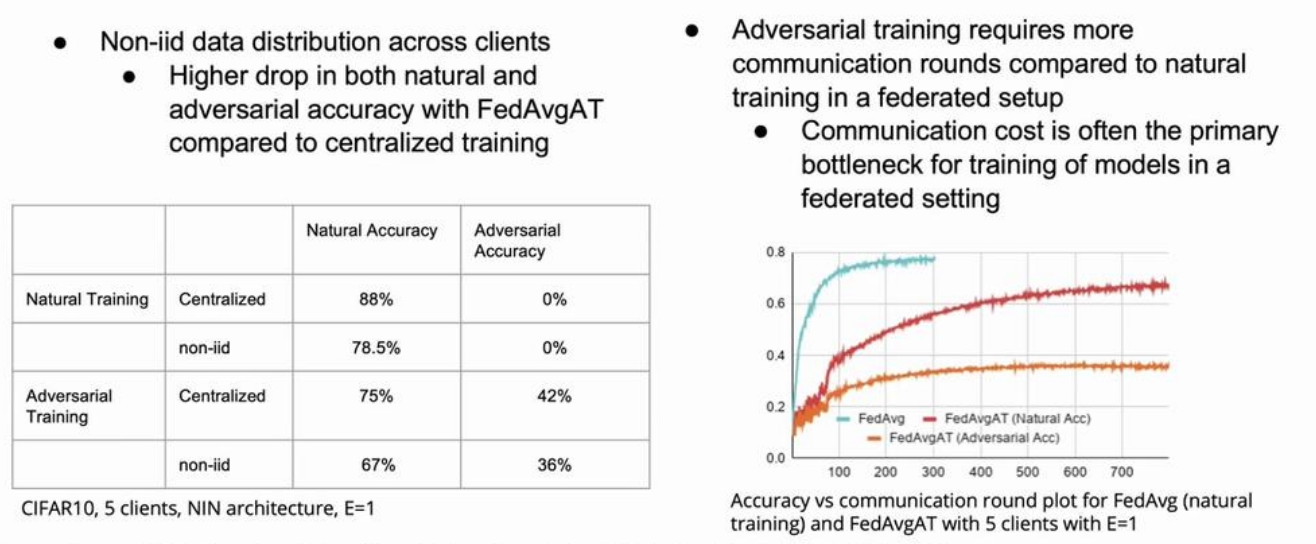 ● Non-iid data distribution across clients
● Higher drop in both natural and
adversarial accuracy with FedAvgAT
compared to centralized training
Natural Accuracy Adversarial
Accuracy
Natural Training Centralized 88% 0%
non-iid 78.5% 0%
Adversarial
Training Centralized 75% 42%
non-iid 67% 36%
CIFAR10, 5 clients, NIN architecture, E=1
● Adversarial training requires more
communication rounds compared to natural
training in a federated setup
● Communication cost is often the primary
bottleneck for training of models in a
federated setting
0.8
0.6
0.4
0.2
0.0
FedAvg FedAvgAT (Natural Acc)
FedAvgAT (Adversarial Acc)
100 200 300 400 500 600 700
Accuracy vs communication round plot for FedAvg (natural
training) and FedAvgAT with 5 clients with E=1